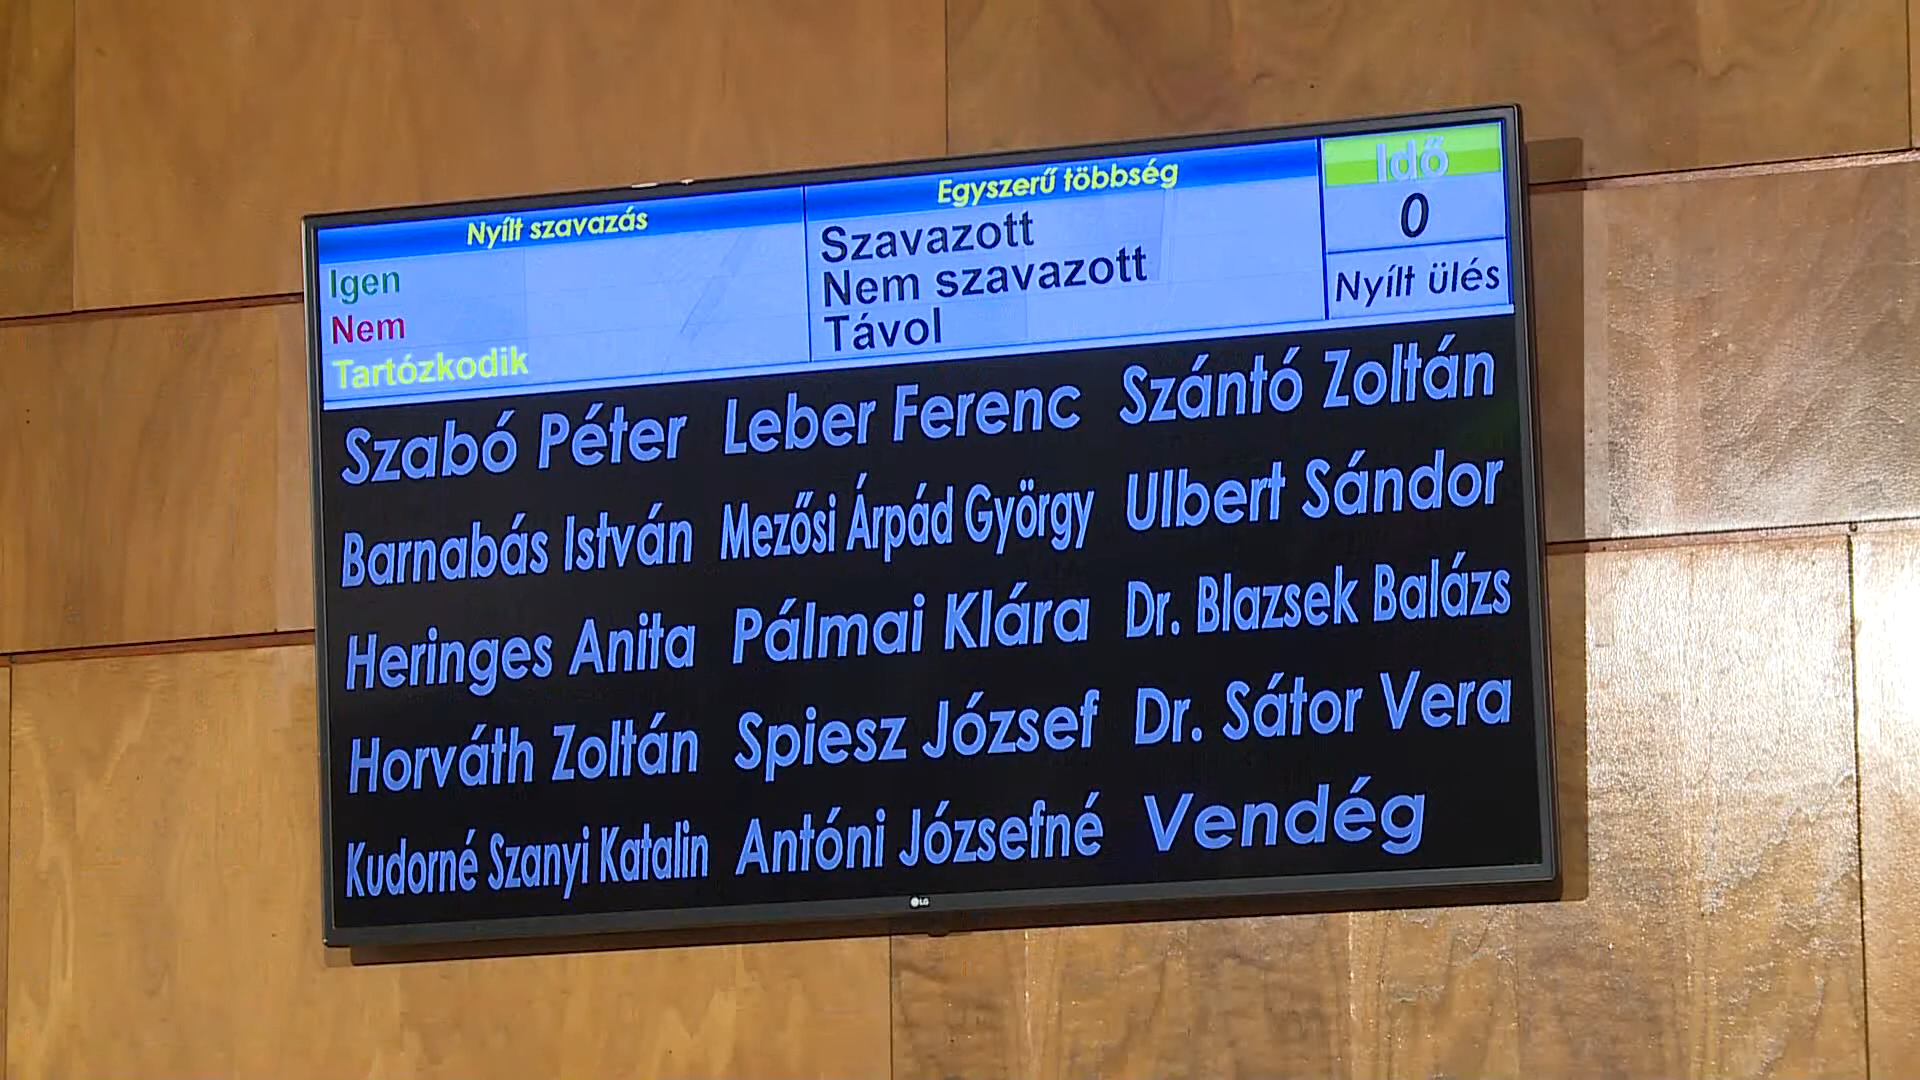 Nyílt szavazás
Egyszerű többség
Idő
Igen
Nem
Tartózkodik
Szavazott
Nem szavazott
Távol
0
Nyílt ülés
Szabó Péter Leber Ferenc Szántó Zoltán
Barnabás István Mezősi Árpád György Ulbert Sándor
Heringes Anita Pálmai Klára Dr. Blazsek Balázs
Horváth Zoltán Spiesz József Dr. Sátor Vera
Kudorné Szanyi Katalin Antóni Józsefné Vendég
LG